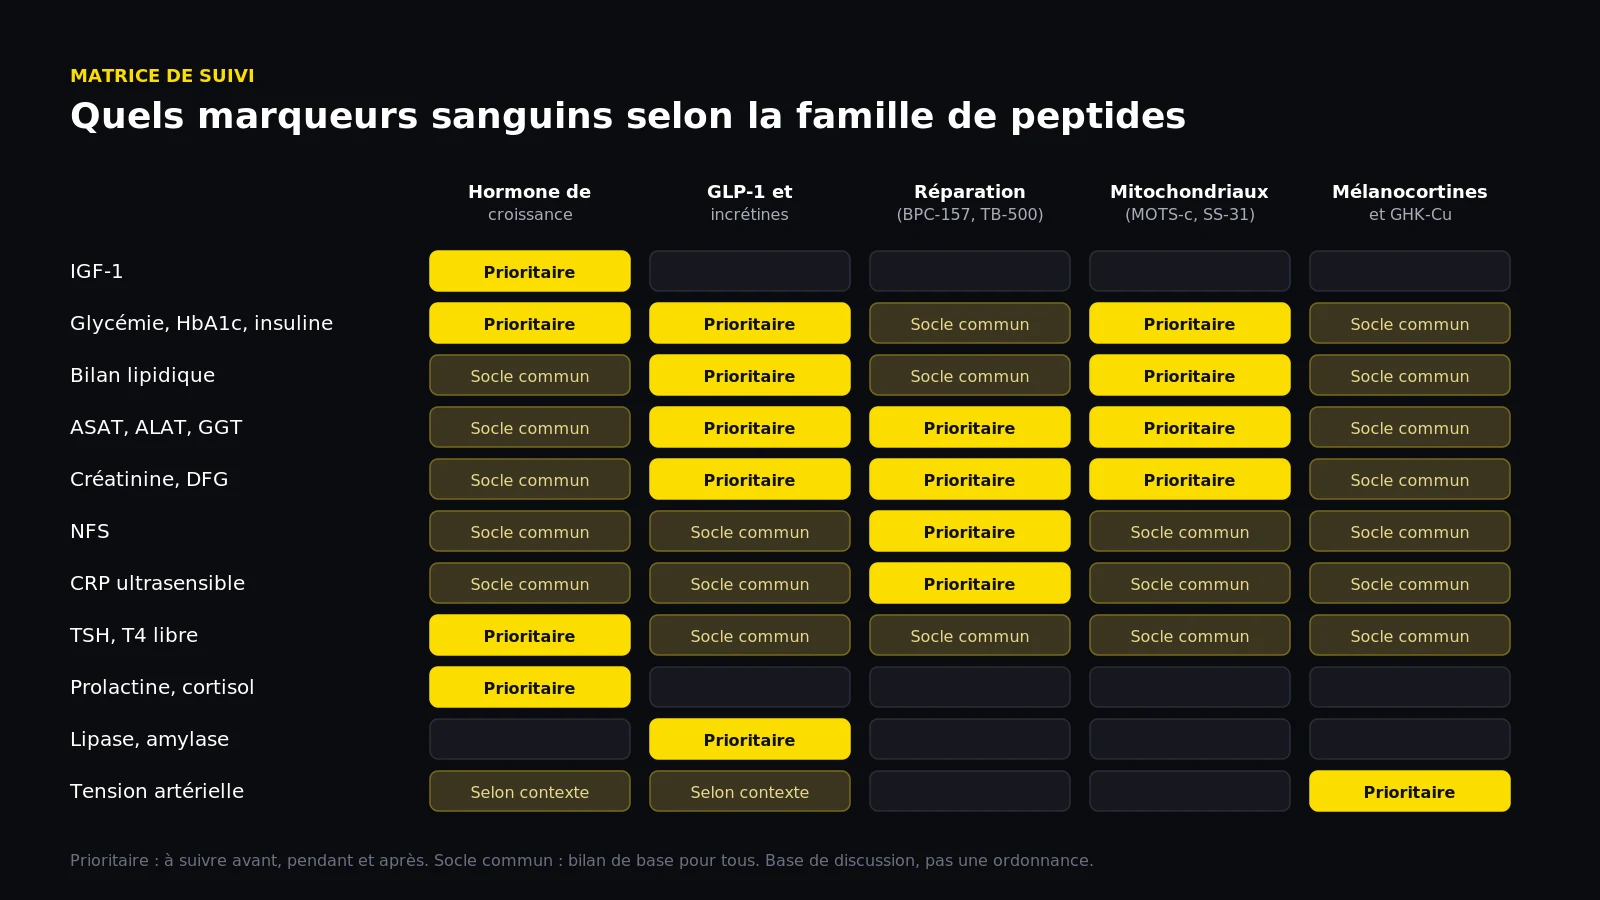 MATRICE DE SUIVI
Quels marqueurs sanguins selon la famille de peptides
Hormone de GLP-1 et Réparation Mitochondriaux Mélanocortines
croissance incrétines (BPC-157, TB-500) (MOTS-c, SS-31) et GHK-Cu
IGF-1 Prioritaire
Glycémie, HbA1c, insuline Prioritaire Prioritaire Socle commun Prioritaire Socle commun
Bilan lipidique Socle commun Prioritaire Socle commun Prioritaire Socle commun
ASAT, ALAT, GGT Socle commun Prioritaire Prioritaire Prioritaire Socle commun
Créatinine, DFG Socle commun Prioritaire Prioritaire Prioritaire Socle commun
NFS Socle commun Socle commun Prioritaire Socle commun Socle commun
CRP ultrasensible Socle commun Socle commun Prioritaire Socle commun Socle commun
TSH, T4 libre Prioritaire Socle commun Socle commun Socle commun Socle commun
Prolactine, cortisol Prioritaire
Lipase, amylase Prioritaire
Tension artérielle Selon contexte Selon contexte Prioritaire
Prioritaire : à suivre avant, pendant et après. Socle commun : bilan de base pour tous. Base de discussion, pas une ordonnance.